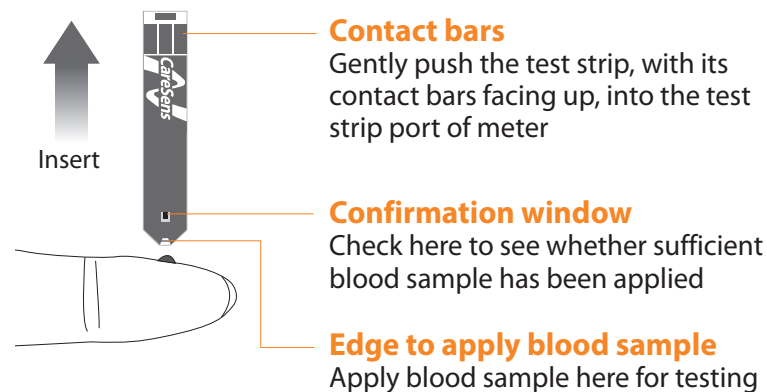 Contact bars
Gently push the test strip, with its
contact bars facing up, into the test
strip port of meter
Insert
CareSens
N
Confirmation window
Check here to see whether sufficient
blood sample has been applied
Edge to apply blood sample
Apply blood sample here for testing